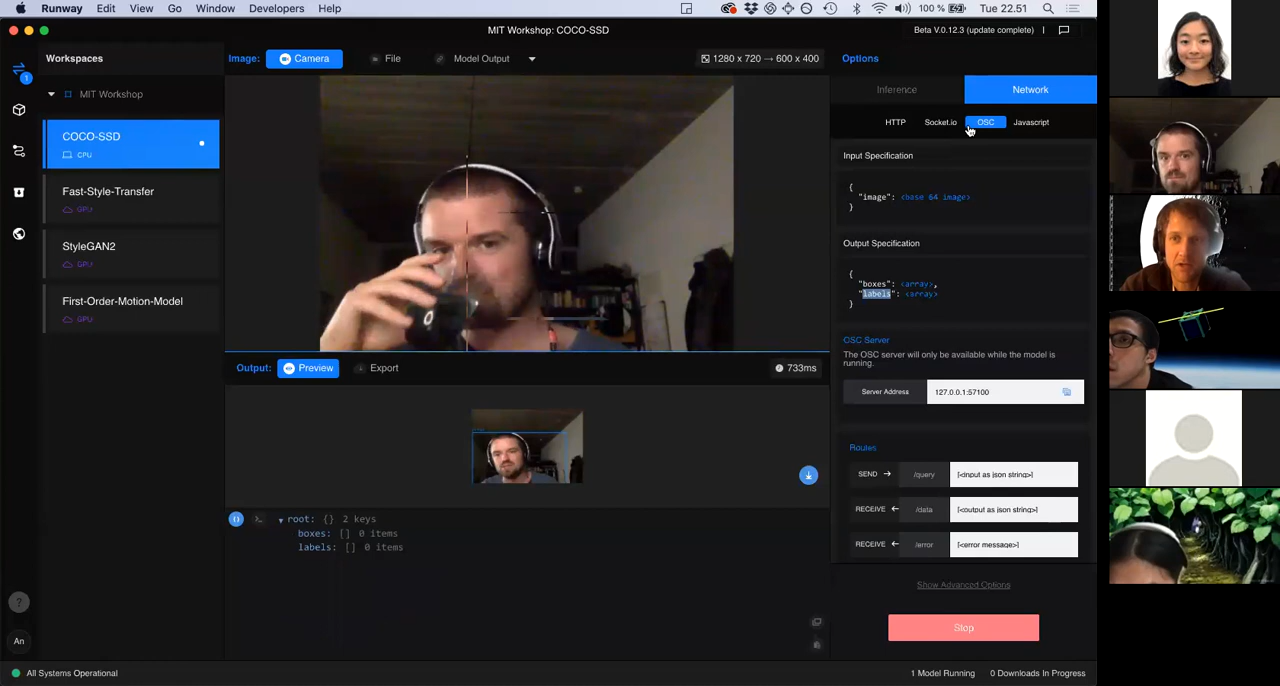 Runway File Edit View Go Window Developers Help
100 %
Tue 22.51
MIT Workshop: COCO-SSD
Beta V.0.12.3 (update complete)
Workspaces
1
MIT Workshop
COCO-SSD
CPU
Fast-Style-Transfer
GPU
StyleGAN2
GPU
First-Order-Motion-Model
GPU
?
An
Image: Camera File Model Output
1280 x 720 → 600 x 400
Output: Preview Export
733ms
root: {} 2 keys
boxes: [] 0 items
labels: [] 0 items
Options
Inference Network
HTTP Socket.io OSC Javascript
Input Specification
{
"image": <base 64 image>
}
Output Specification
{
"boxes": <array>,
"labels": <array>
}
OSC Server
The OSC server will only be available while the model is
running.
Server Address 127.0.0.1:57100
Routes
SEND → /query [<input as json string>]
RECEIVE ← /data [<output as json string>]
RECEIVE ← /error [<error message>]
Show Advanced Options
Stop
All Systems Operational
1 Model Running 0 Downloads In Progress